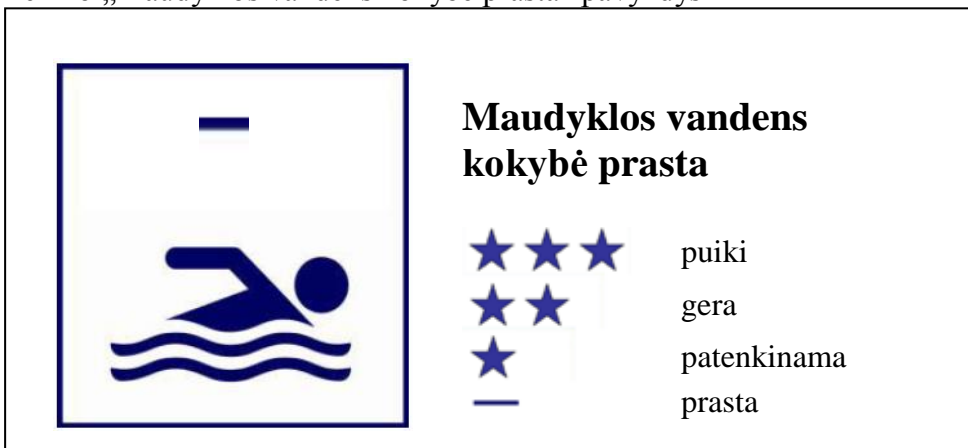 Maudyklos vandens
kokybė prasta
puiki
gera
patenkinama
prasta